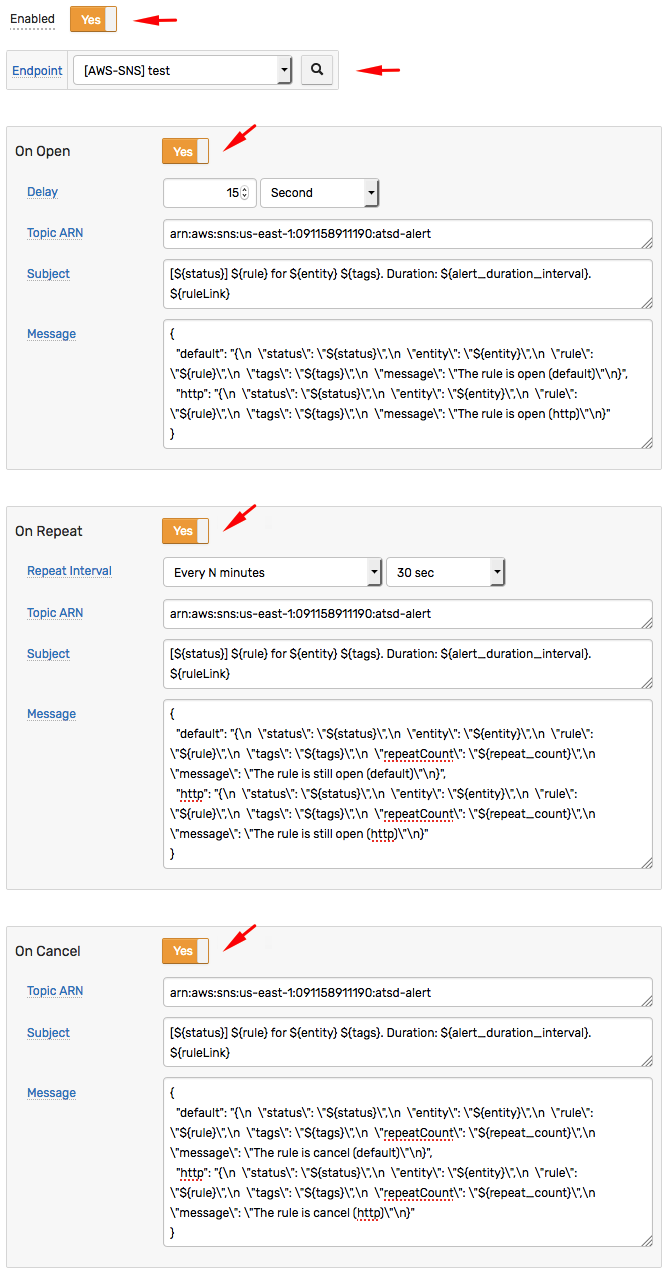 Enabled Yes
Endpoint [AWS-SNS] test
On Open Yes
Delay 15 Second
Topic ARN arn:aws:sns:us-east-1:091158911190:atsd-alert
Subject [${status}] ${rule} for ${entity} ${tags}. Duration: ${alert_duration_interval}.
${ruleLink}
Message {
"default": "{\n  \"status\": \"${status}\",\n  \"entity\": \"${entity}\",\n  \"rule\":
\"${rule}\",\n  \"tags\": \"${tags}\",\n  \"message\": \"The rule is open (default)\"\n}",
"http": "{\n  \"status\": \"${status}\",\n  \"entity\": \"${entity}\",\n  \"rule\":
\"${rule}\",\n  \"tags\": \"${tags}\",\n  \"message\": \"The rule is open (http)\"\n}"
}
On Repeat Yes
Repeat Interval Every N minutes 30 sec
Topic ARN arn:aws:sns:us-east-1:091158911190:atsd-alert
Subject [${status}] ${rule} for ${entity} ${tags}. Duration: ${alert_duration_interval}.
${ruleLink}
Message {
"default": "{\n  \"status\": \"${status}\",\n  \"entity\": \"${entity}\",\n  \"rule\":
\"${rule}\",\n  \"tags\": \"${tags}\",\n  \"repeatCount\": \"${repeat_count}\",\n
\"message\": \"The rule is still open (default)\"\n}",
"http": "{\n  \"status\": \"${status}\",\n  \"entity\": \"${entity}\",\n  \"rule\":
\"${rule}\",\n  \"tags\": \"${tags}\",\n  \"repeatCount\": \"${repeat_count}\",\n
\"message\": \"The rule is still open (http)\"\n}"
}
On Cancel Yes
Topic ARN arn:aws:sns:us-east-1:091158911190:atsd-alert
Subject [${status}] ${rule} for ${entity} ${tags}. Duration: ${alert_duration_interval}.
${ruleLink}
Message {
"default": "{\n  \"status\": \"${status}\",\n  \"entity\": \"${entity}\",\n  \"rule\":
\"${rule}\",\n  \"tags\": \"${tags}\",\n  \"repeatCount\": \"${repeat_count}\",\n
\"message\": \"The rule is cancel (default)\"\n}",
"http": "{\n  \"status\": \"${status}\",\n  \"entity\": \"${entity}\",\n  \"rule\":
\"${rule}\",\n  \"tags\": \"${tags}\",\n  \"repeatCount\": \"${repeat_count}\",\n
\"message\": \"The rule is cancel (http)\"\n}"
}